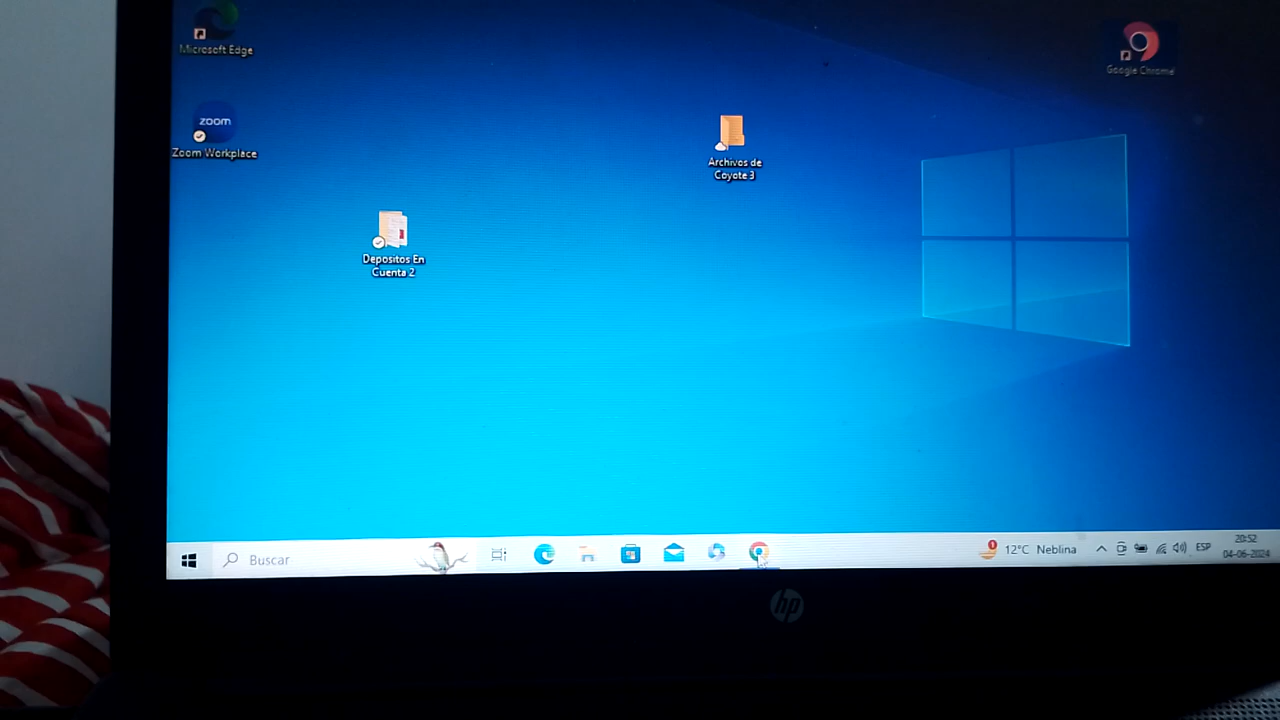 Microsoft Edge
Google Chrome
zoom
Zoom Workplace
Archivos de
Coyote 3
Depositos En
Cuenta 2
Buscar
1
12°C Neblina
ESP
20:52
04-06-2024
hp